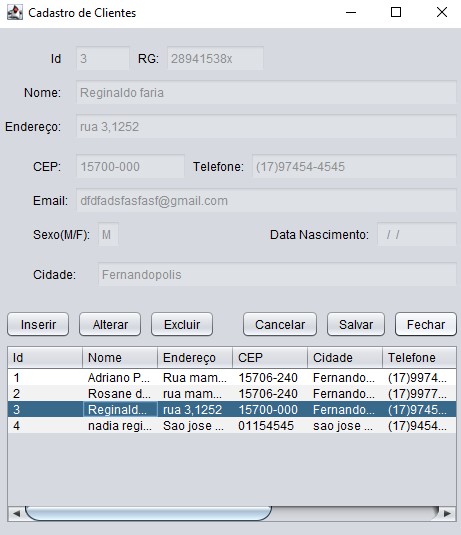 Cadastro de Clientes
Id 3 RG: 28941538x
Nome: Reginaldo faria
Endereço: rua 3,1252
CEP: 15700-000 Telefone: (17)97454-4545
Email: dfdfadsfasfasf@gmail.com
Sexo(M/F): M Data Nascimento: / /
Cidade: Fernandopolis
Inserir Alterar Excluir Cancelar Salvar Fechar
Id Nome Endereço CEP Cidade Telefone
1 Adriano P... Rua mam... 15706-240 Fernando... (17)9974...
2 Rosane d... Rua mam... 15706-240 Fernando... (17)9977...
3 Reginald... rua 3,1252 15700-000 Fernando... (17)9745...
4 nadia regi... Sao jose ... 01154545 sao jose ... (17)9454...